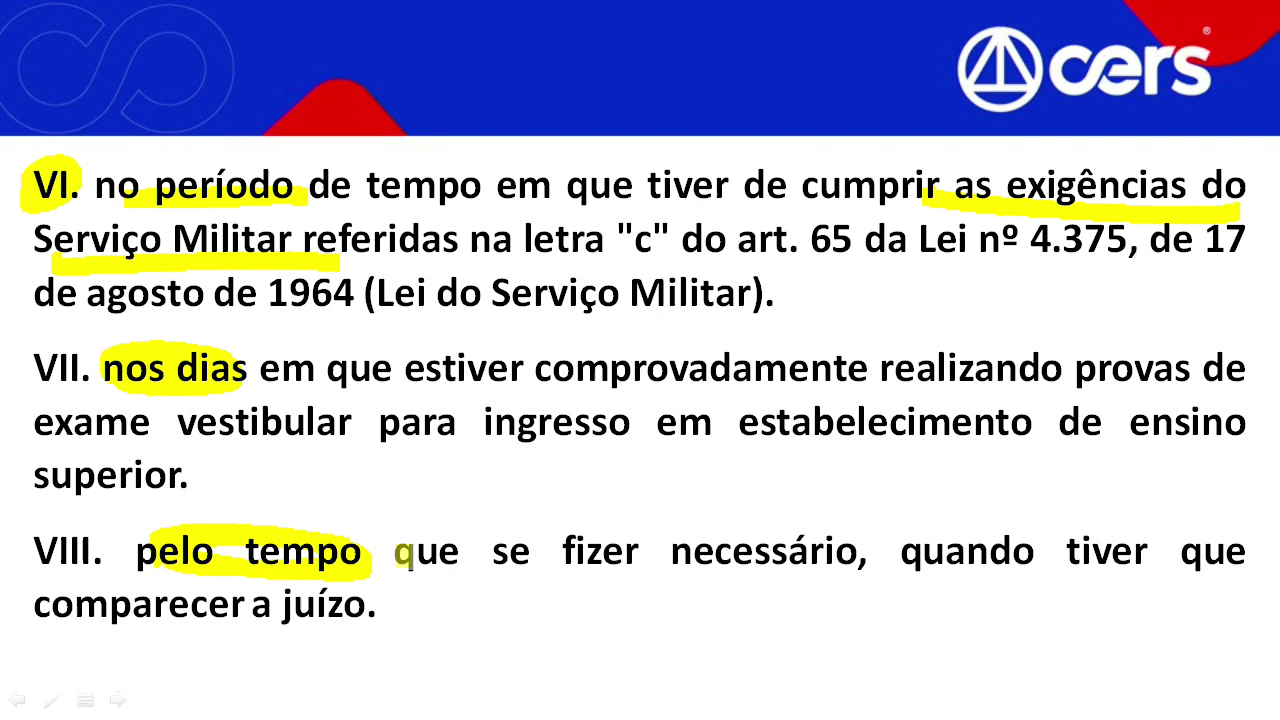 cers®
VI. no período de tempo em que tiver de cumprir as exigências do
Serviço Militar referidas na letra "c" do art. 65 da Lei nº 4.375, de 17
de agosto de 1964 (Lei do Serviço Militar).
VII. nos dias em que estiver comprovadamente realizando provas de
exame vestibular para ingresso em estabelecimento de ensino
superior.
VIII. pelo tempo que se fizer necessário, quando tiver que
comparecer a juízo.